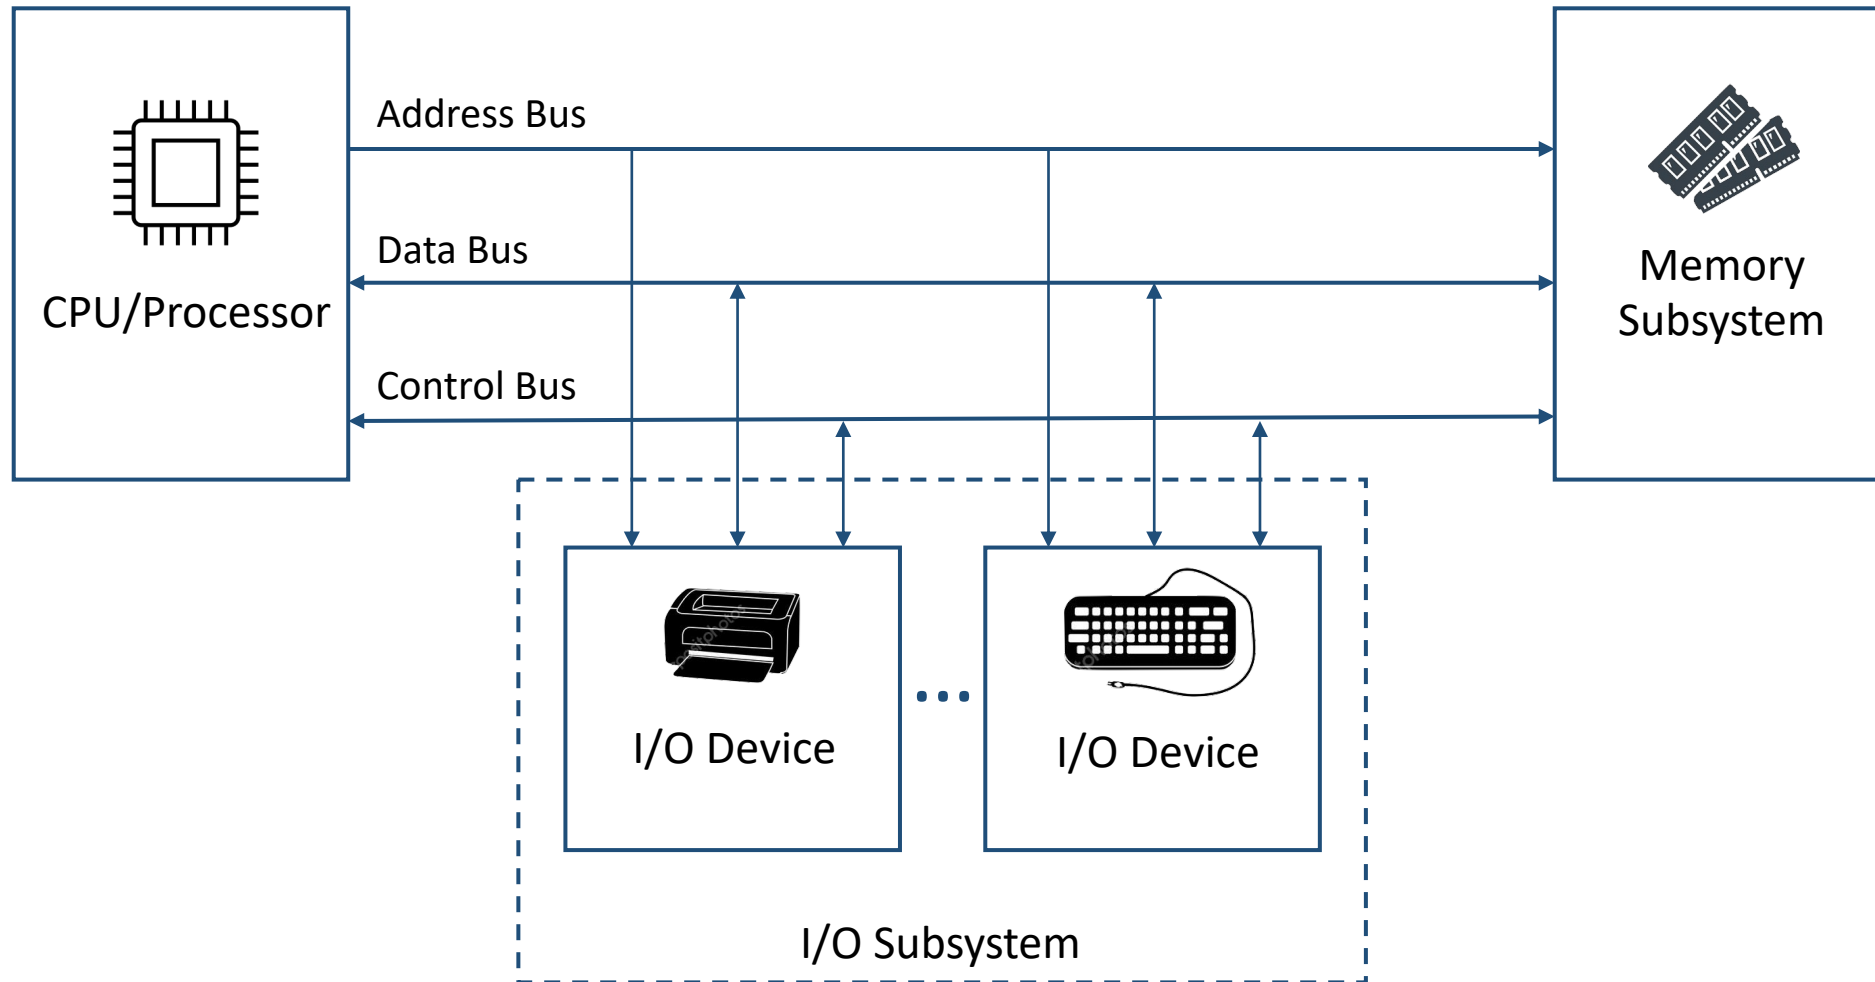 Address Bus
Data Bus
CPU/Processor
Control Bus
Memory
Subsystem
I/O Device
...
I/O Device
I/O Subsystem